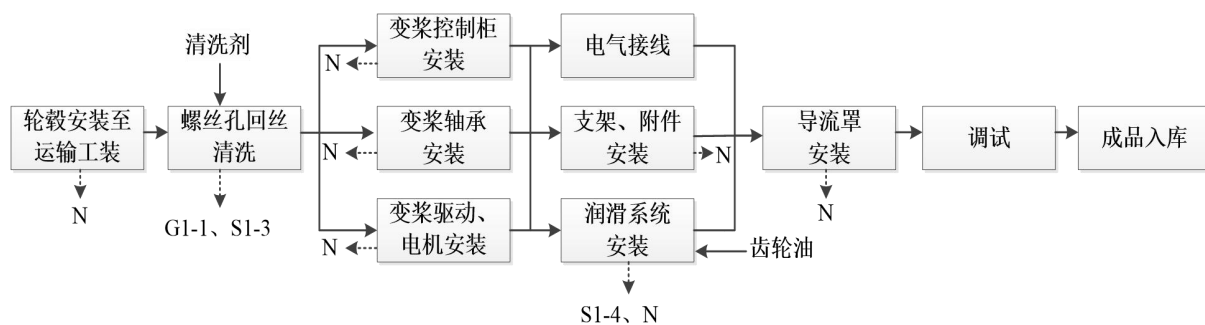 清洗剂
轮毂安装至
运输工装
N
螺丝孔回丝
清洗
G1-1、S1-3
变桨控制柜
安装
N
变桨轴承
安装
N
变桨驱动、
电机安装
N
电气接线
支架、附件
安装
N
润滑系统
安装
齿轮油
S1-4、N
导流罩
安装
N
调试
成品入库